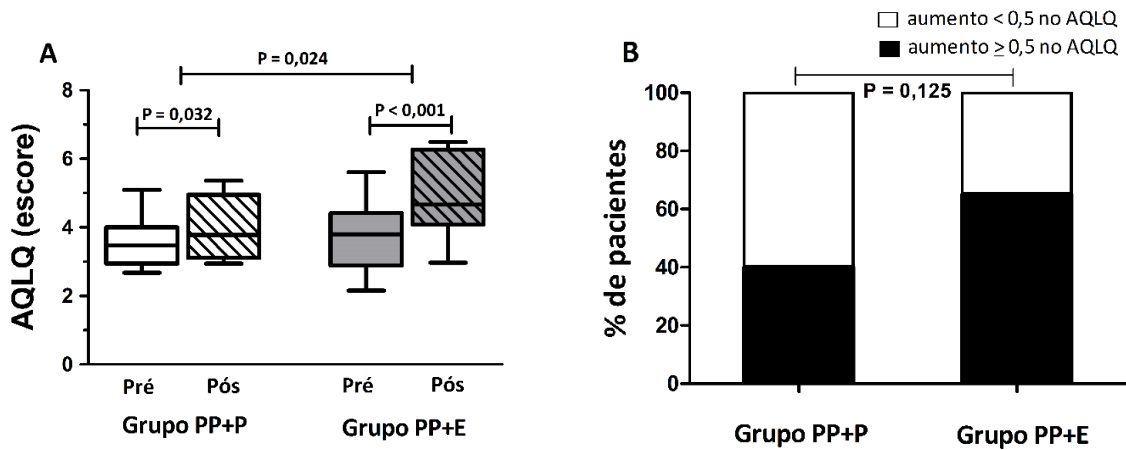 A
P = 0,024
P = 0,032
P < 0,001
AQLQ (escore)
8
6
4
2
0
Pré
Pós
Pré
Pós
Grupo PP+P
Grupo PP+E
aumento < 0,5 no AQLQ
aumento ≥ 0,5 no AQLQ
B
P = 0,125
% de pacientes
100
80
60
40
20
0
Grupo PP+P
Grupo PP+E